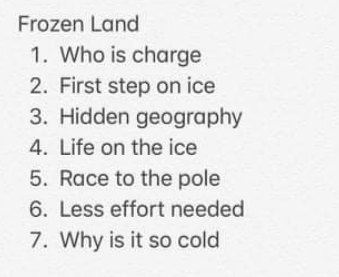 Frozen Land
1. Who is charge
2. First step on ice
3. Hidden geography
4. Life on the ice
5. Race to the pole
6. Less effort needed
7. Why is it so cold